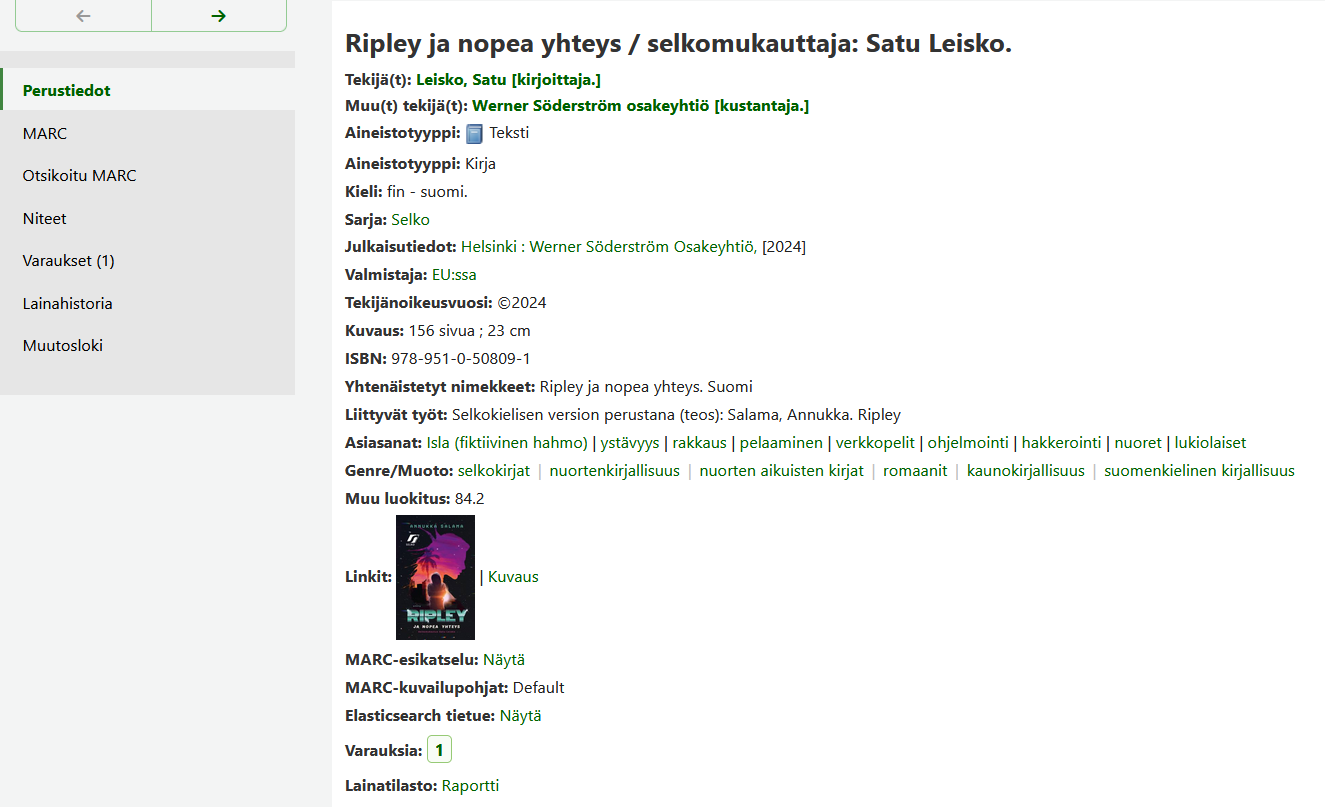 ←
→
Perustiedot
MARC
Otsikoitu MARC
Niteet
Varaukset (1)
Lainahistoria
Muutosloki
Ripley ja nopea yhteys / selkomukauttaja: Satu Leisko.
Tekijä(t): Leisko, Satu [kirjoittaja.]
Muu(t) tekijä(t): Werner Söderström osakeyhtiö [kustantaja.]
Aineistotyyppi: Teksti
Aineistotyyppi: Kirja
Kieli: fin - suomi.
Sarja: Selko
Julkaisutiedot: Helsinki : Werner Söderström Osakeyhtiö, [2024]
Valmistaja: EU:ssa
Tekijänoikeusvuosi: ©2024
Kuvaus: 156 sivua ; 23 cm
ISBN: 978-951-0-50809-1
Yhtenäistetyt nimekkeet: Ripley ja nopea yhteys. Suomi
Liittyvät työt: Selkokielisen version perustana (teos): Salama, Annukka. Ripley
Asiasanat: Isla (fiktiivinen hahmo) | ystävyys | rakkaus | pelaaminen | verkkopelit | ohjelmointi | hakkerointi | nuoret | lukiolaiset
Genre/Muoto: selkokirjat | nuortenkirjallisuus | nuorten aikuisten kirjat | romaanit | kaunokirjallisuus | suomenkielinen kirjallisuus
Muu luokitus: 84.2
ANNUKKA SALAMA
RIPLEY
JA NOPEA YHTEYS
Linkit: | Kuvaus
MARC-esikatselu: Näytä
MARC-kuvailupohjat: Default
Elasticsearch tietue: Näytä
Varauksia: 1
Lainatilasto: Raportti